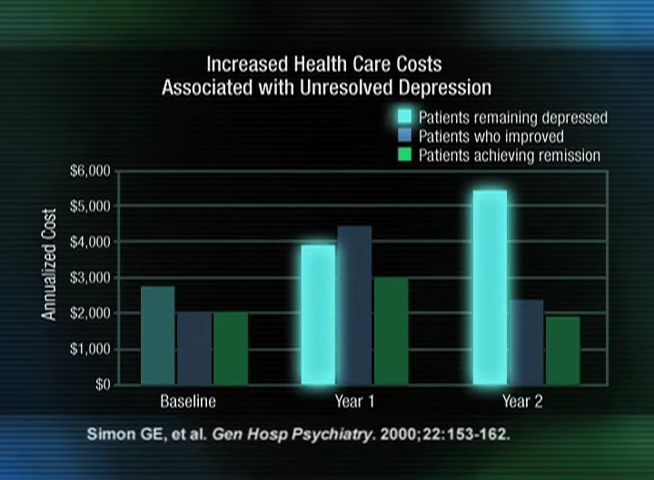 Increased Health Care Costs
Associated with Unresolved Depression
Patients remaining depressed
Patients who improved
Patients achieving remission
$6,000
$5,000
$4,000
$3,000
$2,000
$1,000
$0
Annualized Cost
Baseline
Year 1
Year 2
Simon GE, et al. Gen Hosp Psychiatry. 2000;22:153-162.